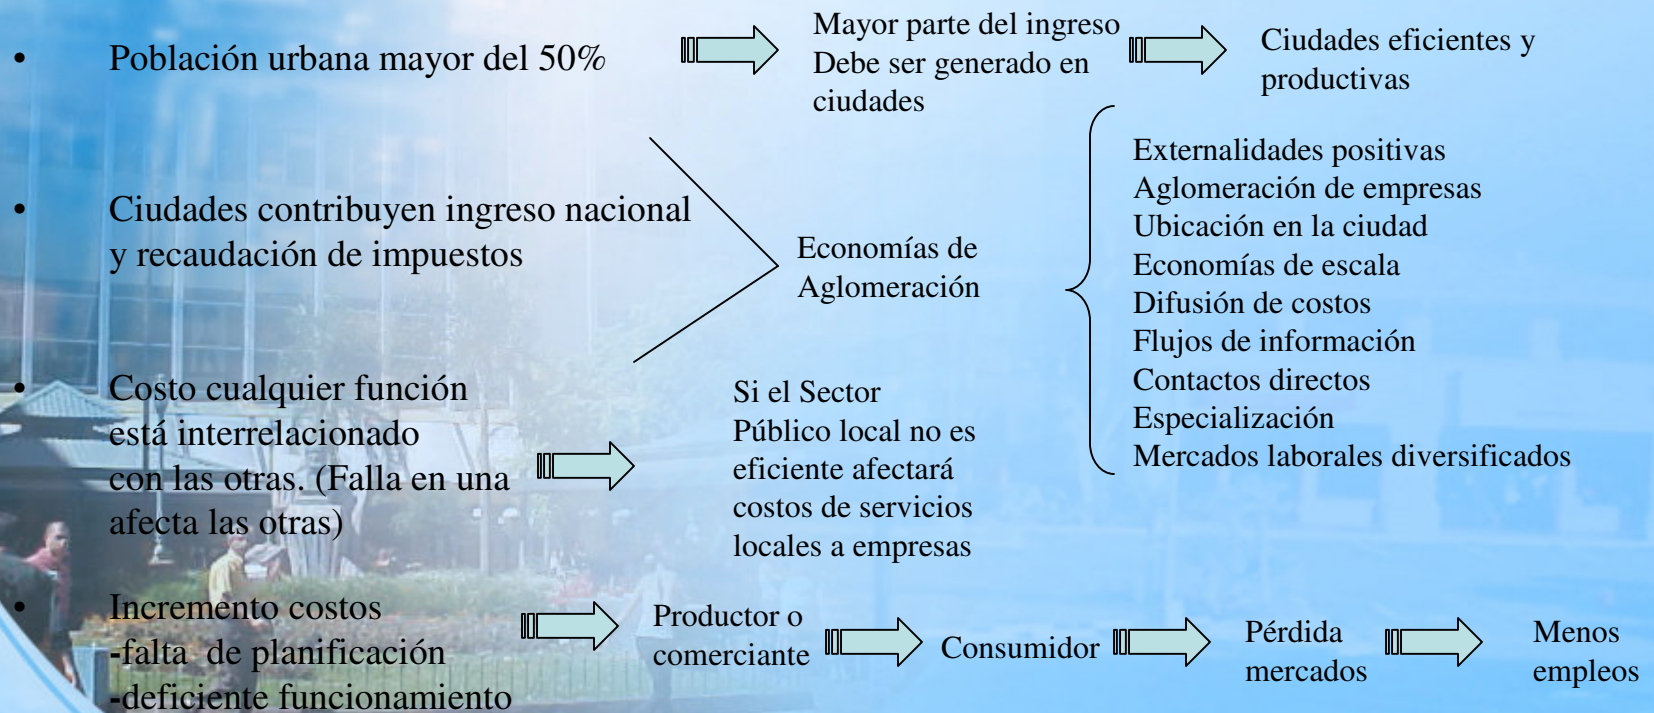 • Población urbana mayor del 50%
Mayor parte del ingreso
Debe ser generado en
ciudades
Ciudades eficientes y
productivas
• Ciudades contribuyen ingreso nacional
y recaudación de impuestos
Economías de
Aglomeración
Externalidades positivas
Aglomeración de empresas
Ubicación en la ciudad
Economías de escala
Difusión de costos
Flujos de información
Contactos directos
Especialización
Mercados laborales diversificados
• Costo cualquier función
está interrelacionado
con las otras. (Falla en una
afecta las otras)
Si el Sector
Público local no es
eficiente afectará
costos de servicios
locales a empresas
• Incremento costos
-falta de planificación
-deficiente funcionamiento
Productor o
comerciante
Consumidor
Pérdida
mercados
Menos
empleos